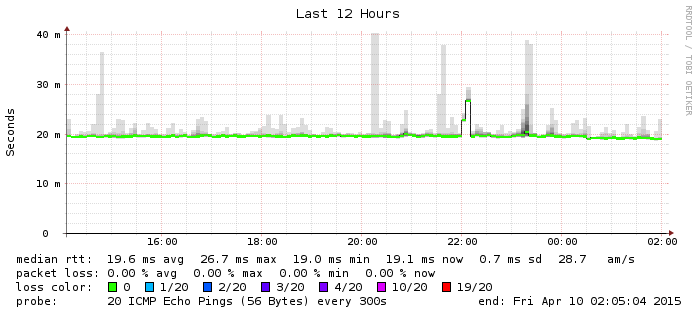 Last 12 Hours
RRDTOOL / TOBI OETIKER
Seconds
40 m
30 m
20 m
10 m
0
16:00 18:00 20:00 22:00 00:00 02:00
median rtt: 19.6 ms avg 26.7 ms max 19.0 ms min 19.1 ms now 0.7 ms sd 28.7 am/s
packet loss: 0.00 % avg 0.00 % max 0.00 % min 0.00 % now
loss color: 0 1/20 2/20 3/20 4/20 10/20 19/20
probe: 20 ICMP Echo Pings (56 Bytes) every 300s end: Fri Apr 10 02:05:04 2015